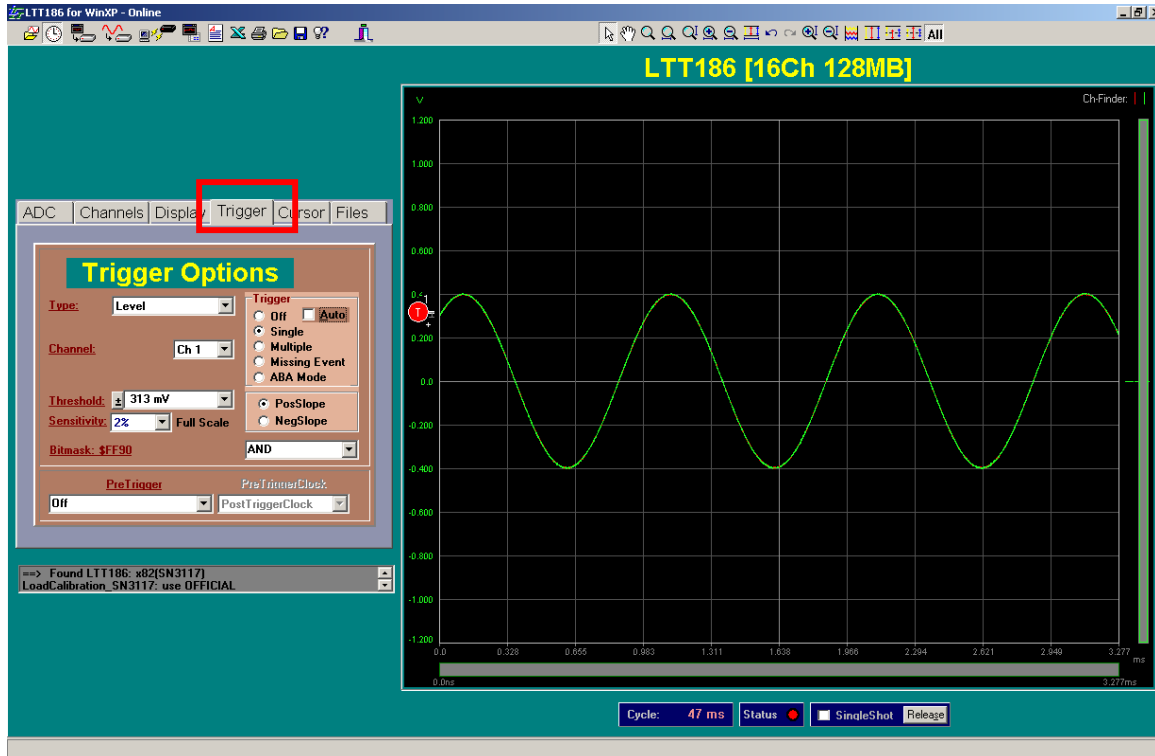 LTT186 for WinXP - Online
All
LTT186 [16Ch 128MB]
V
Ch-Finder:
ADC Channels Display Trigger Cursor Files
Trigger Options
Type: Level
Trigger
Off Auto
Single
Multiple
Missing Event
ABA Mode
Channel: Ch 1
Threshold: ± 313 mV
Sensitivity: 2% Full Scale
PosSlope
NegSlope
Bitmask: $FF90
AND
PreTrigger PreTriggerClock
Off PostTriggerClock
==> Found LTT186: x82(SN3117)
LoadCalibration_SN3117: use OFFICIAL
1.200
1.000
0.800
0.600
1
T
0.200
0.0
-0.200
-0.400
-0.600
-0.800
-1.000
-1.200
0.0 0.328 0.655 0.983 1.311 1.638 1.966 2.294 2.621 2.949 3.277
ms
0.0ns 3.277ms
Cycle: 47 ms Status SingleShot Release